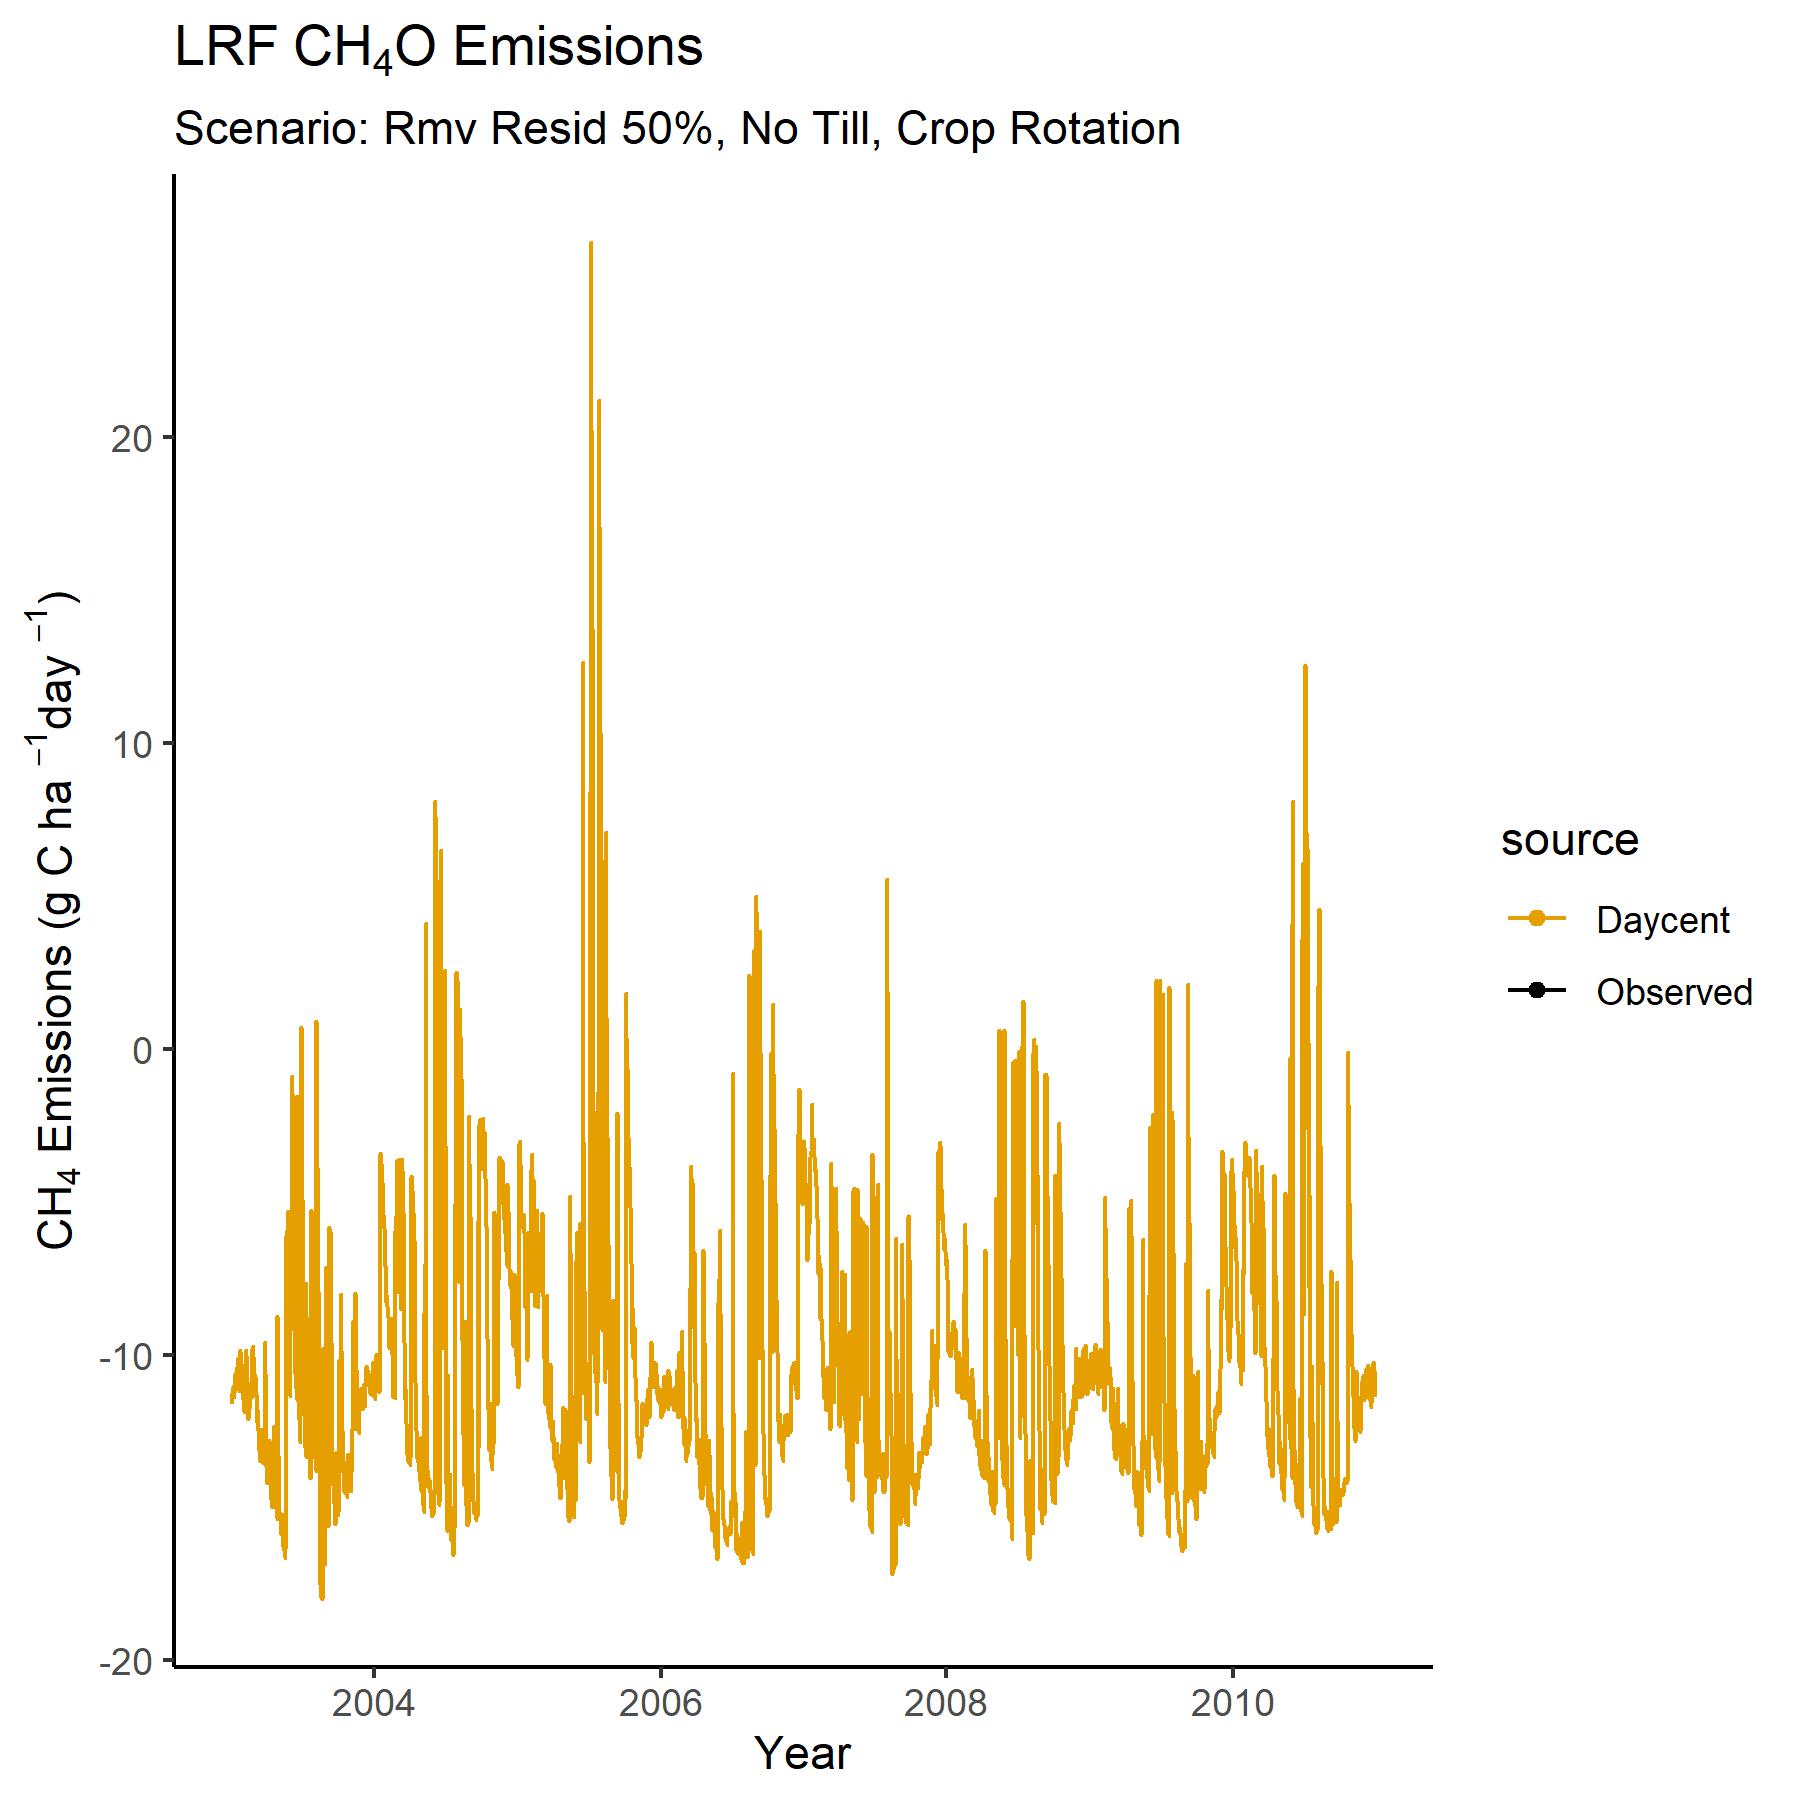 LRF CH₄O Emissions
Scenario: Rmv Resid 50%, No Till, Crop Rotation
CH₄ Emissions (g C ha ⁻¹day ⁻¹)
20
10
0
-10
-20
2004 2006 2008 2010
Year
source
Daycent
Observed